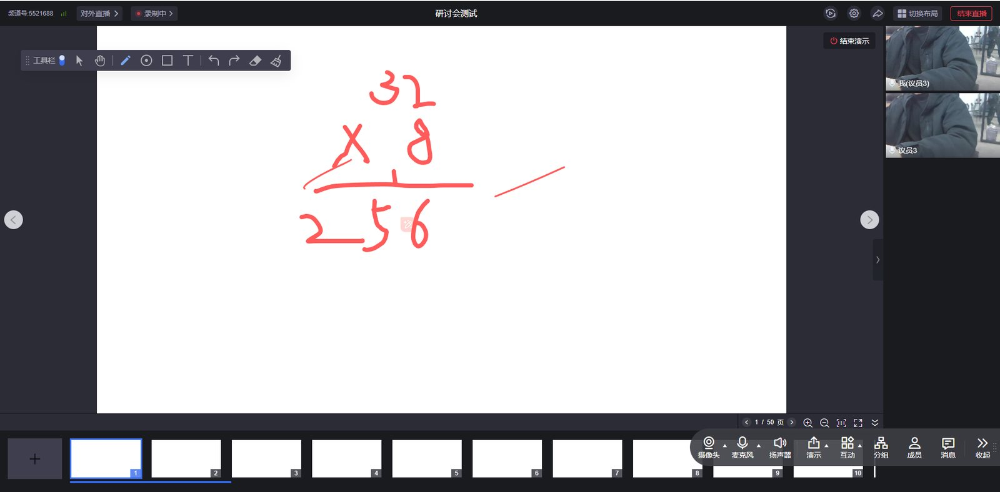 频道号:5521688 对外直播 录制中 研讨会测试 切换布局 结束直播
结束演示
工具栏
32
X 8
1
256
我(议员3)
议员3
1 / 50 页
1 2 3 4 5 6 7 8 9 10
摄像头 麦克风 扬声器 演示 互动 分组 成员 消息 收起